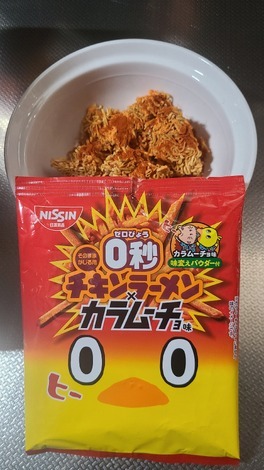 NISSIN
日清食品
ゼロびょう
そのまま
かじる用
0秒
チキンラーメン
×
カラムーチョ味
カラムーチョ味
味変えパウダー付
ヒー